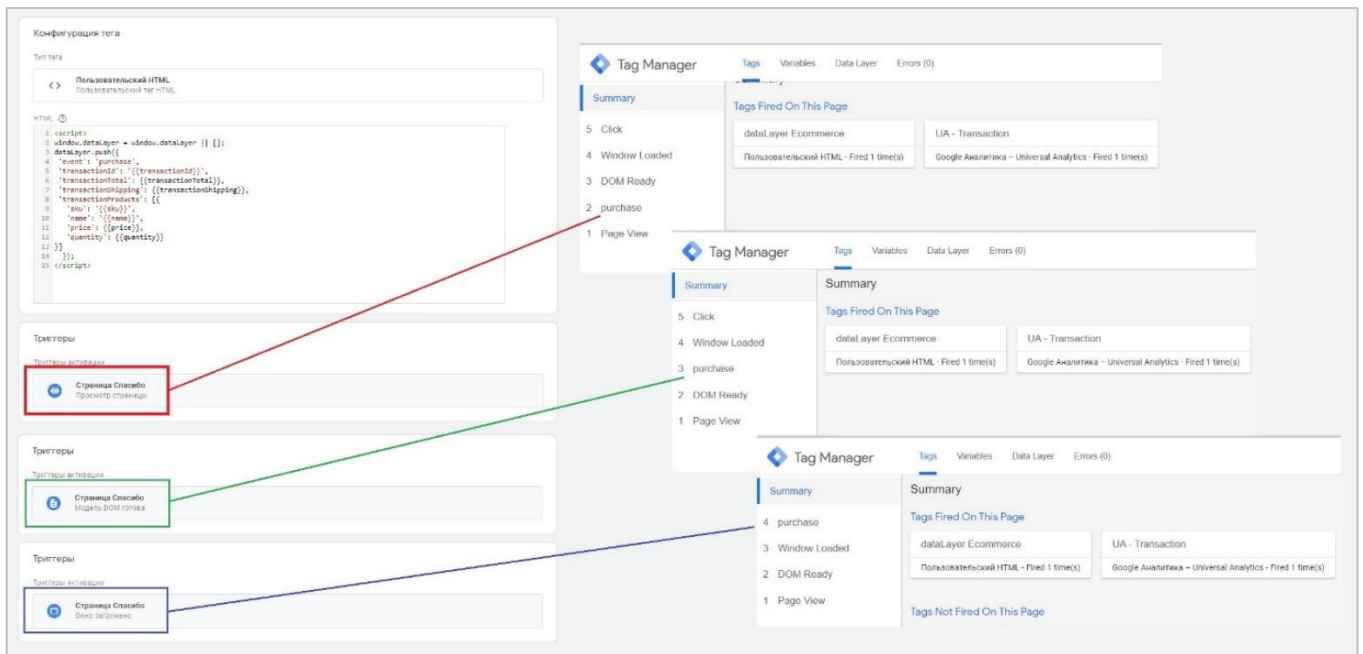 Конфигурация тега
Тип тега
Пользовательский HTML
Пользовательский тег HTML
HTML
1 <script>
2 window.dataLayer = window.dataLayer || [];
3 dataLayer.push({
4 'event': 'purchase',
5 'transactionId': '{{transactionId}}',
6 'transactionTotal': {{transactionTotal}},
7 'transactionShipping': {{transactionShipping}},
8 'transactionProducts': [{
9 'sku': '{{sku}}',
10 'name': '{{name}}',
11 'price': {{price}},
12 'quantity': {{quantity}}
13 }]
14 });
15 </script>
Триггеры
Триггеры активации
Страница Спасибо
Просмотр страницы
Триггеры
Триггеры активации
Страница Спасибо
Модель DOM готова
Триггеры
Триггеры активации
Страница Спасибо
Окно загружено
Tag Manager
Tags Variables Data Layer Errors (0)
Summary
Tags Fired On This Page
5 Click
4 Window Loaded
3 DOM Ready
2 purchase
1 Page View
dataLayer Ecommerce
Пользовательский HTML - Fired 1 time(s)
UA - Transaction
Google Аналитика – Universal Analytics - Fired 1 time(s)
Tag Manager
Tags Variables Data Layer Errors (0)
Summary
Summary
Tags Fired On This Page
5 Click
4 Window Loaded
3 purchase
2 DOM Ready
1 Page View
dataLayer Ecommerce
Пользовательский HTML - Fired 1 time(s)
UA - Transaction
Google Аналитика – Universal Analytics - Fired 1 time(s)
Tag Manager
Tags Variables Data Layer Errors (0)
Summary
Summary
Tags Fired On This Page
4 purchase
3 Window Loaded
2 DOM Ready
1 Page View
dataLayer Ecommerce
Пользовательский HTML - Fired 1 time(s)
UA - Transaction
Google Аналитика – Universal Analytics - Fired 1 time(s)
Tags Not Fired On This Page